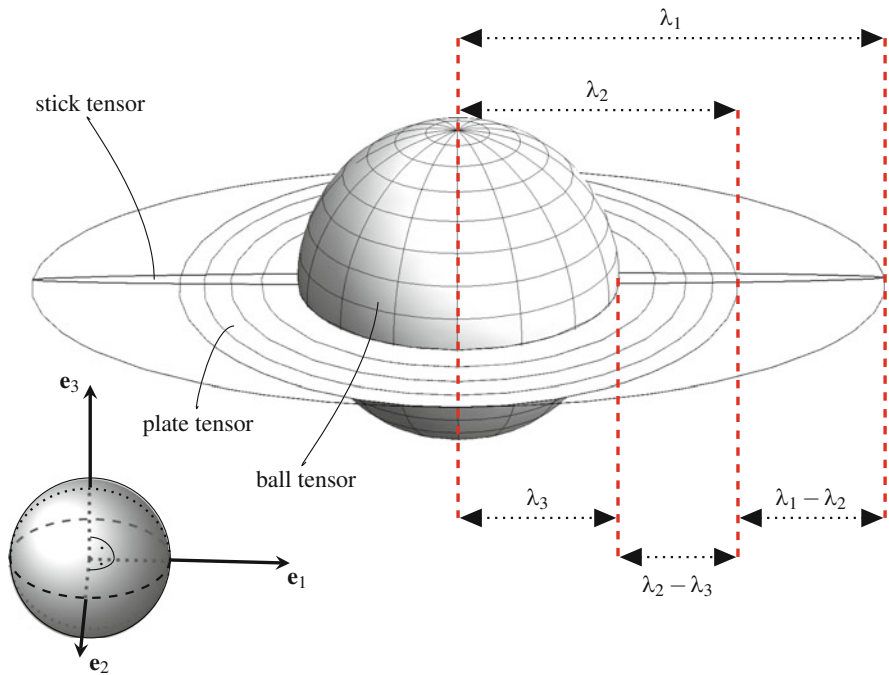 λ₁
λ₂
stick tensor
e₃
plate tensor
ball tensor
λ₃
λ₁ − λ₂
λ₂ − λ₃
e₁
e₂